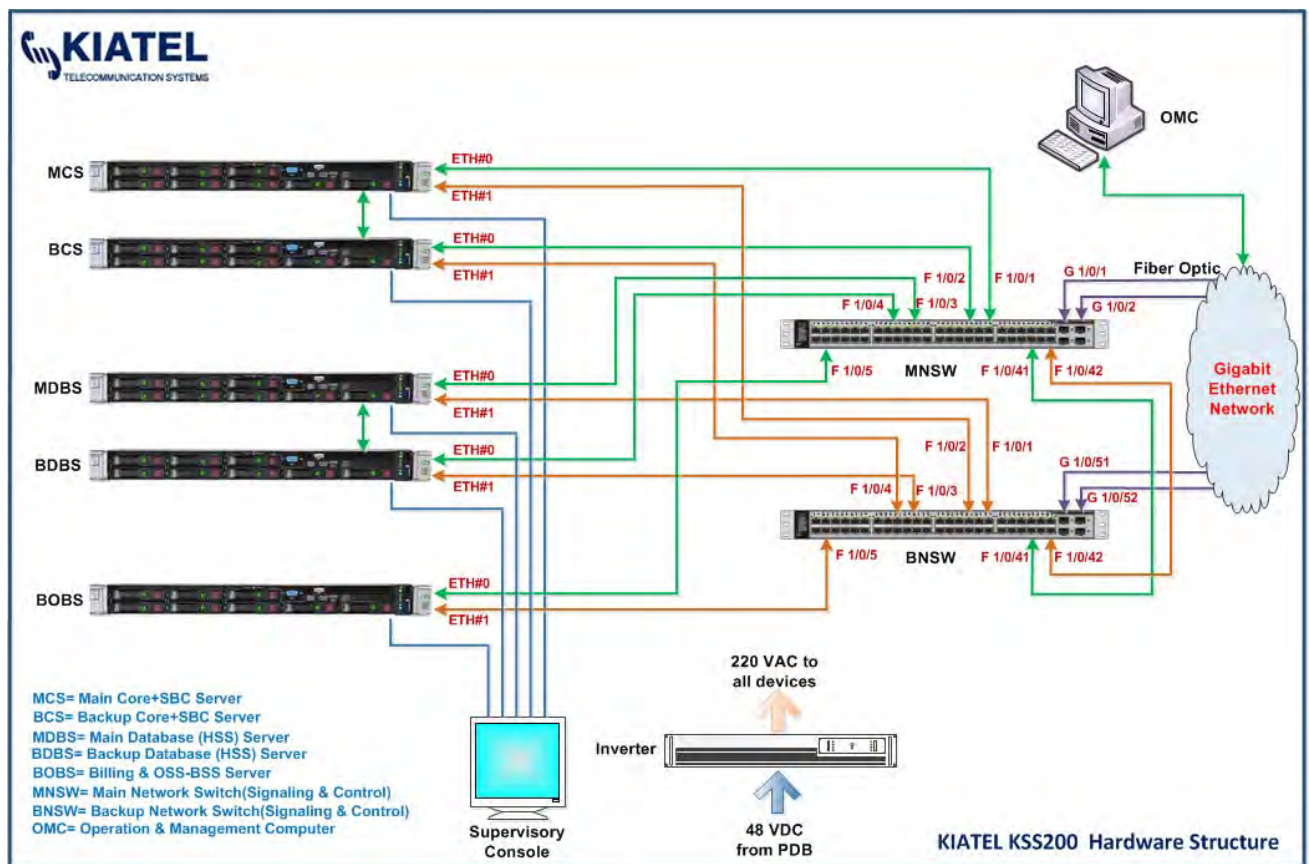 KIATEL
TELECOMMUNICATION SYSTEMS
OMC
MCS
ETH#0
ETH#1
BCS
ETH#0
ETH#1
Fiber Optic
G 1/0/1
G 1/0/2
F 1/0/4
F 1/0/2
F 1/0/3
F 1/0/1
MNSW
F 1/0/5
F 1/0/41
F 1/0/42
Gigabit
Ethernet
Network
MDBS
ETH#0
ETH#1
BDBS
ETH#0
ETH#1
F 1/0/2
F 1/0/1
F 1/0/4
F 1/0/3
G 1/0/51
G 1/0/52
F 1/0/5
BNSW
F 1/0/41
F 1/0/42
BOBS
ETH#0
ETH#1
220 VAC to
all devices
Inverter
48 VDC
from PDB
Supervisory
Console
MCS= Main Core+SBC Server
BCS= Backup Core+SBC Server
MDBS= Main Database (HSS) Server
BDBS= Backup Database (HSS) Server
BOBS= Billing & OSS-BSS Server
MNSW= Main Network Switch(Signaling & Control)
BNSW= Backup Network Switch(Signaling & Control)
OMC= Operation & Management Computer
KIATEL KSS200 Hardware Structure